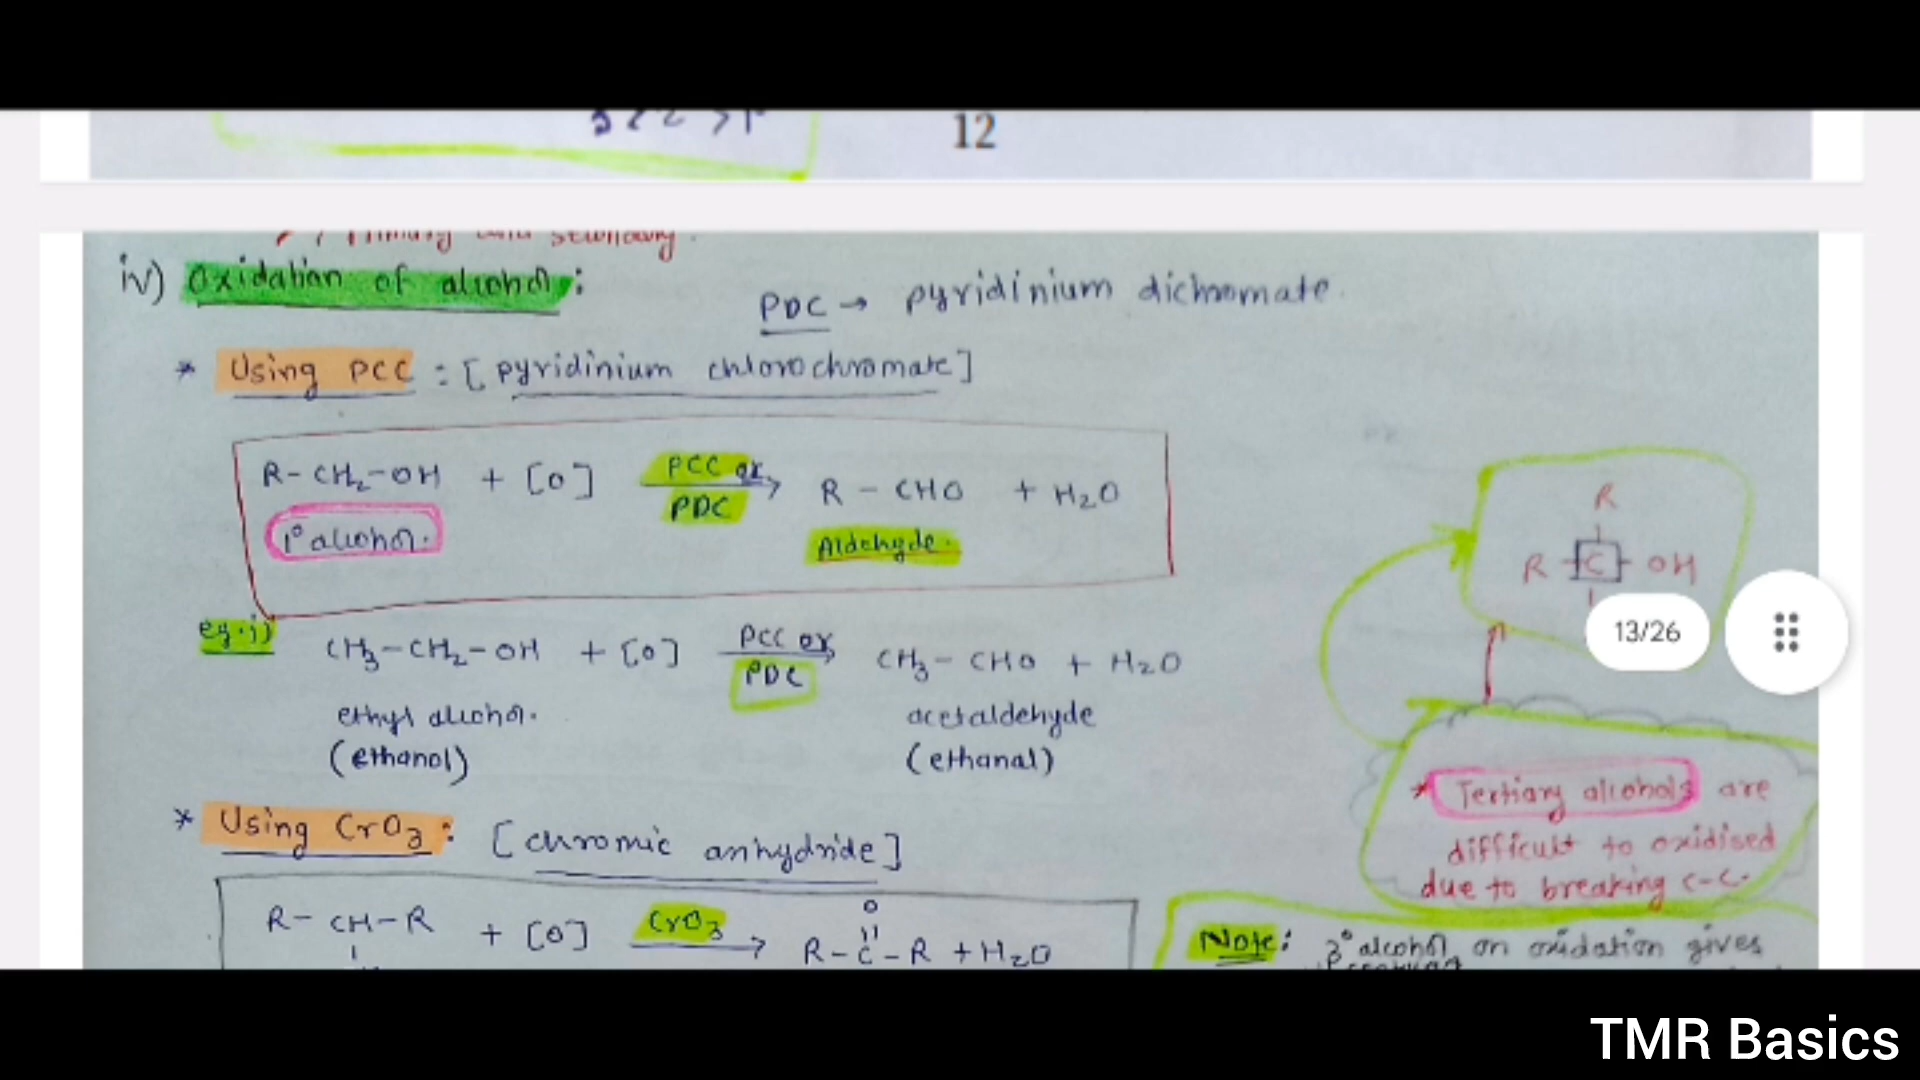 12
Primary and secondary.
iv) Oxidation of alcohol:
PDC → pyridinium dichromate.
* Using PCC : [pyridinium chlorochromate]
R-CH₂-OH + [O] PCC or PDC → R-CHO + H₂O
1° alcohol. Aldehyde.
eg.i)
CH₃-CH₂-OH + [O] PCC or PDC → CH₃-CHO + H₂O
ethyl alcohol. acetaldehyde
(ethanol) (ethanal)
* Using CrO₃: [chromic anhydride]
R-CH-R + [O] CrO₃ → R-C-R + H₂O
O
R
R C OH
13/26
* Tertiary alcohols are
difficult to oxidised
due to breaking C-C.
Note: 3° alcohol on oxidation gives
TMR Basics